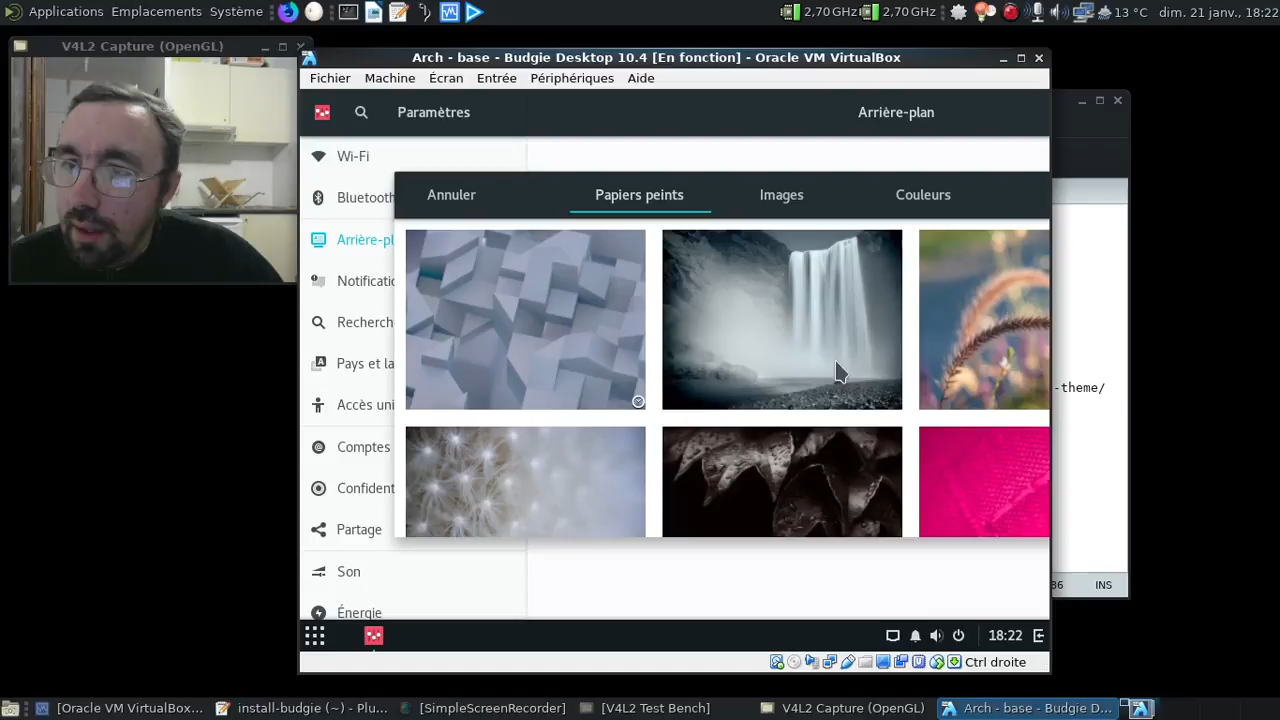 Applications Emplacements Système 2,70 GHz 2,70 GHz 13 °C dim. 21 janv., 18:22
V4L2 Capture (OpenGL)
Arch - base - Budgie Desktop 10.4 [En fonction] - Oracle VM VirtualBox
Fichier Machine Écran Entrée Périphériques Aide
Paramètres Arrière-plan
Wi-Fi
Bluetooth
Annuler Papiers peints Images Couleurs
Arrière-pl
Notificatic
Recherch
Pays et la
-theme/
Accès uni
Comptes
Confident
Partage
Son
86 INS
Énergie
18:22
Ctrl droite
[Oracle VM VirtualBox... install-budgie (~) - Plu... [SimpleScreenRecorder] [V4L2 Test Bench] V4L2 Capture (OpenGL) Arch - base - Budgie D...